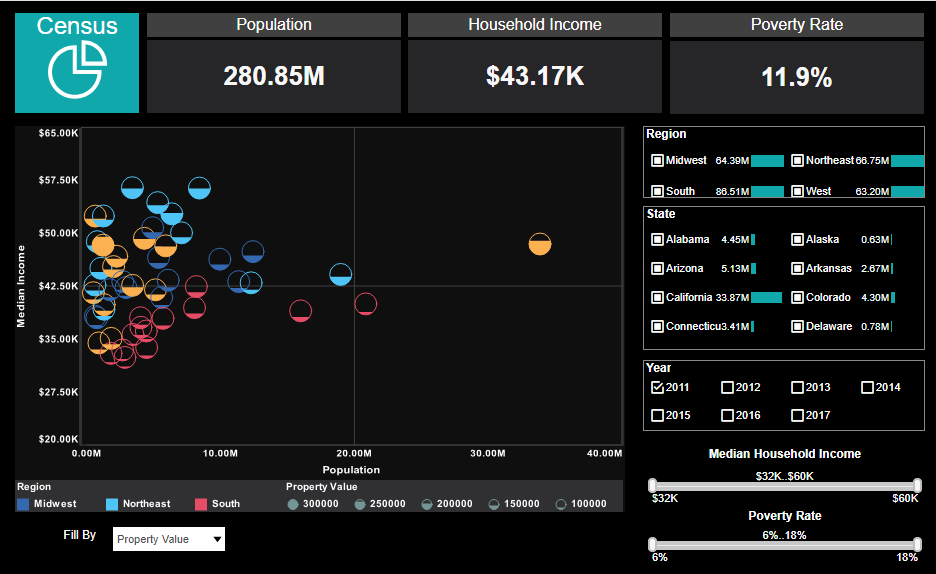 Census
Population
Household Income
Poverty Rate
280.85M
$43.17K
11.9%
$65.00K
$57.50K
$50.00K
$42.50K
$35.00K
$27.50K
$20.00K
Median Income
0.00M 10.00M 20.00M 30.00M 40.00M
Population
Region
Midwest Northeast South
Property Value
300000 250000 200000 150000 100000
Fill By Property Value
Region
Midwest 64.39M Northeast 66.75M
South 86.51M West 63.20M
State
Alabama 4.45M Alaska 0.63M
Arizona 5.13M Arkansas 2.67M
California 33.87M Colorado 4.30M
Connecticu 3.41M Delaware 0.78M
Year
2011 2012 2013 2014
2015 2016 2017
Median Household Income
$32K..$60K
$32K $60K
Poverty Rate
6%..18%
6% 18%